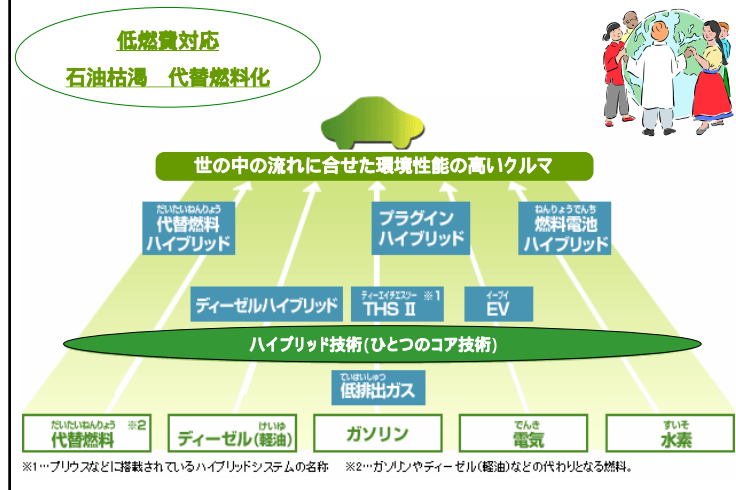 低燃費対応
石油枯渇　代替燃料化
世の中の流れに合せた環境性能の高いクルマ
だいたいねんりょう
代替燃料
ハイブリッド
プラグイン
ハイブリッド
ねんりょうでんち
燃料電池
ハイブリッド
ディーゼルハイブリッド
ティーエイチエスツー ※1
THS II
イーブイ
EV
ハイブリッド技術(ひとつのコア技術)
ていはいしゅつ
低排出ガス
だいたいねんりょう ※2
代替燃料
けいゆ
ディーゼル(軽油)
ガソリン
でんき
電気
すいそ
水素
※1…プリウスなどに搭載されているハイブリッドシステムの名称　※2…ガソリンやディーゼル(軽油)などの代わりとなる燃料。